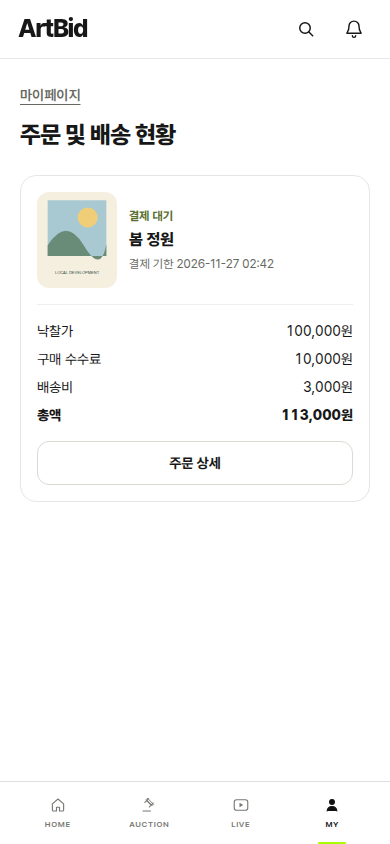 ArtBid
마이페이지
주문 및 배송 현황
결제 대기
봄 정원
결제 기한 2026-11-27 02:42
LOCAL DEVELOPMENT
낙찰가 100,000원
구매 수수료 10,000원
배송비 3,000원
총액 113,000원
주문 상세
HOME AUCTION LIVE MY